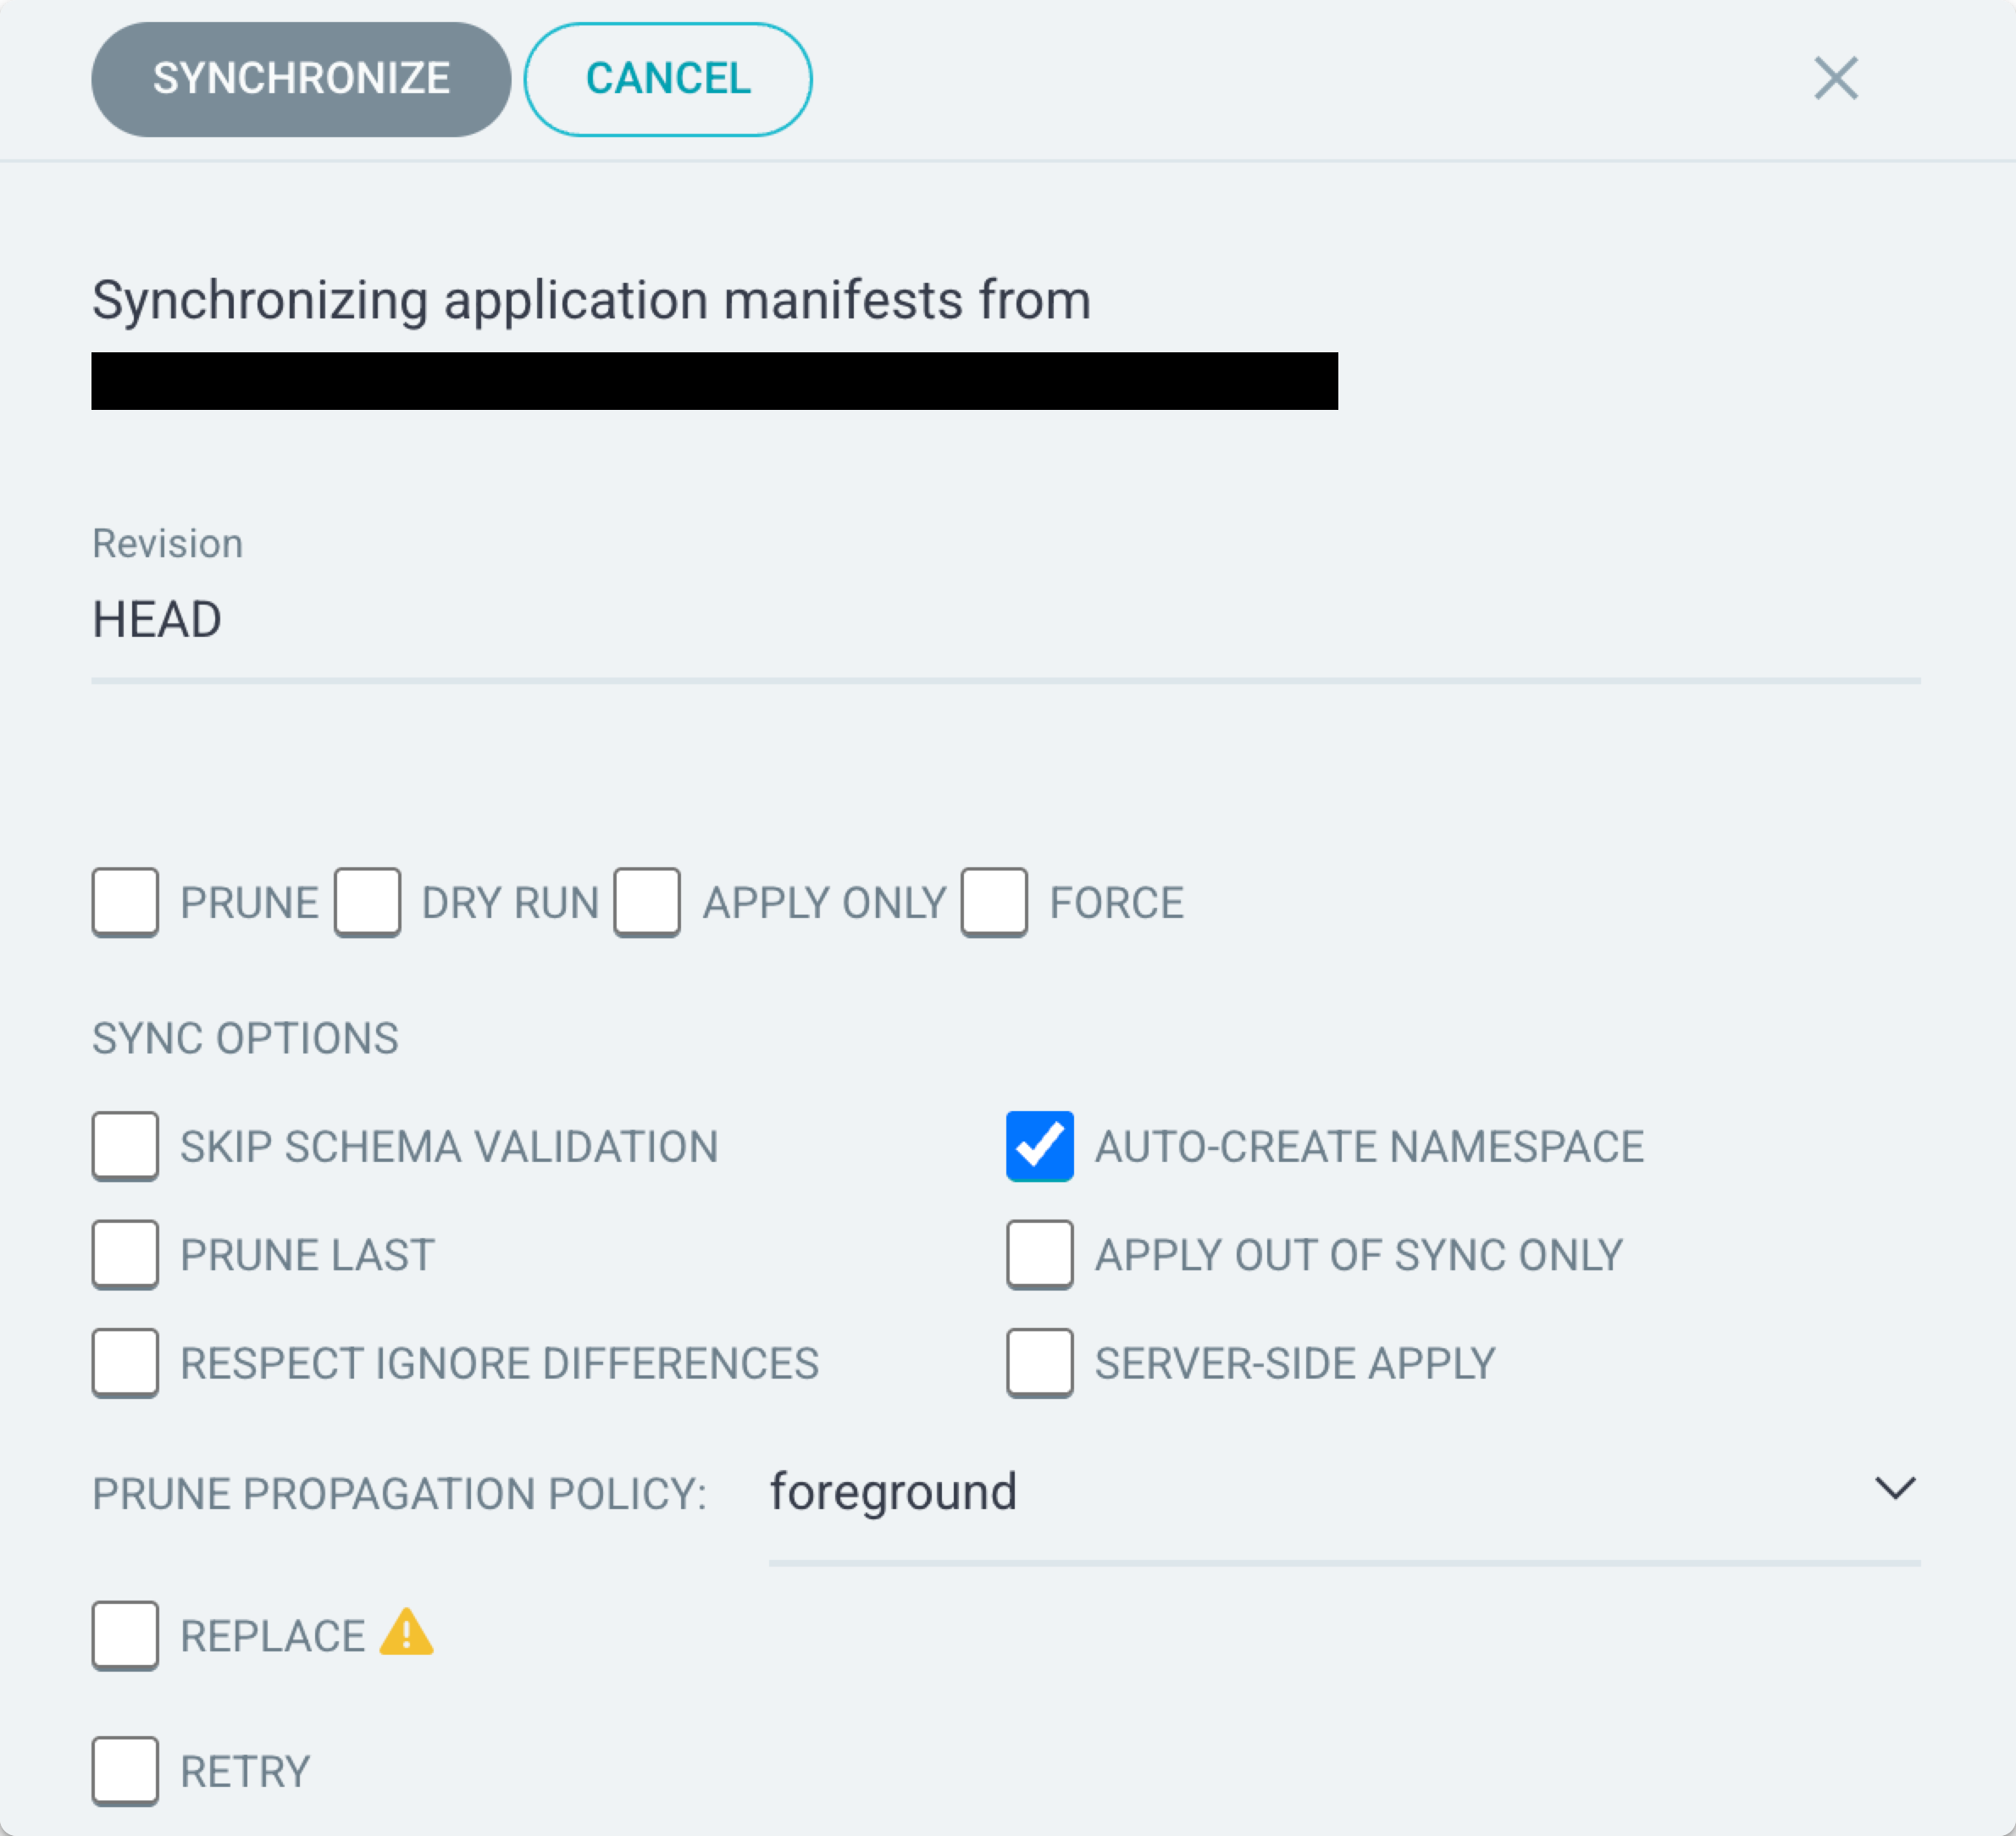 SYNCHRONIZE CANCEL
Synchronizing application manifests from
Revision
HEAD
PRUNE DRY RUN APPLY ONLY FORCE
SYNC OPTIONS
SKIP SCHEMA VALIDATION AUTO-CREATE NAMESPACE
PRUNE LAST APPLY OUT OF SYNC ONLY
RESPECT IGNORE DIFFERENCES SERVER-SIDE APPLY
PRUNE PROPAGATION POLICY: foreground
REPLACE
RETRY